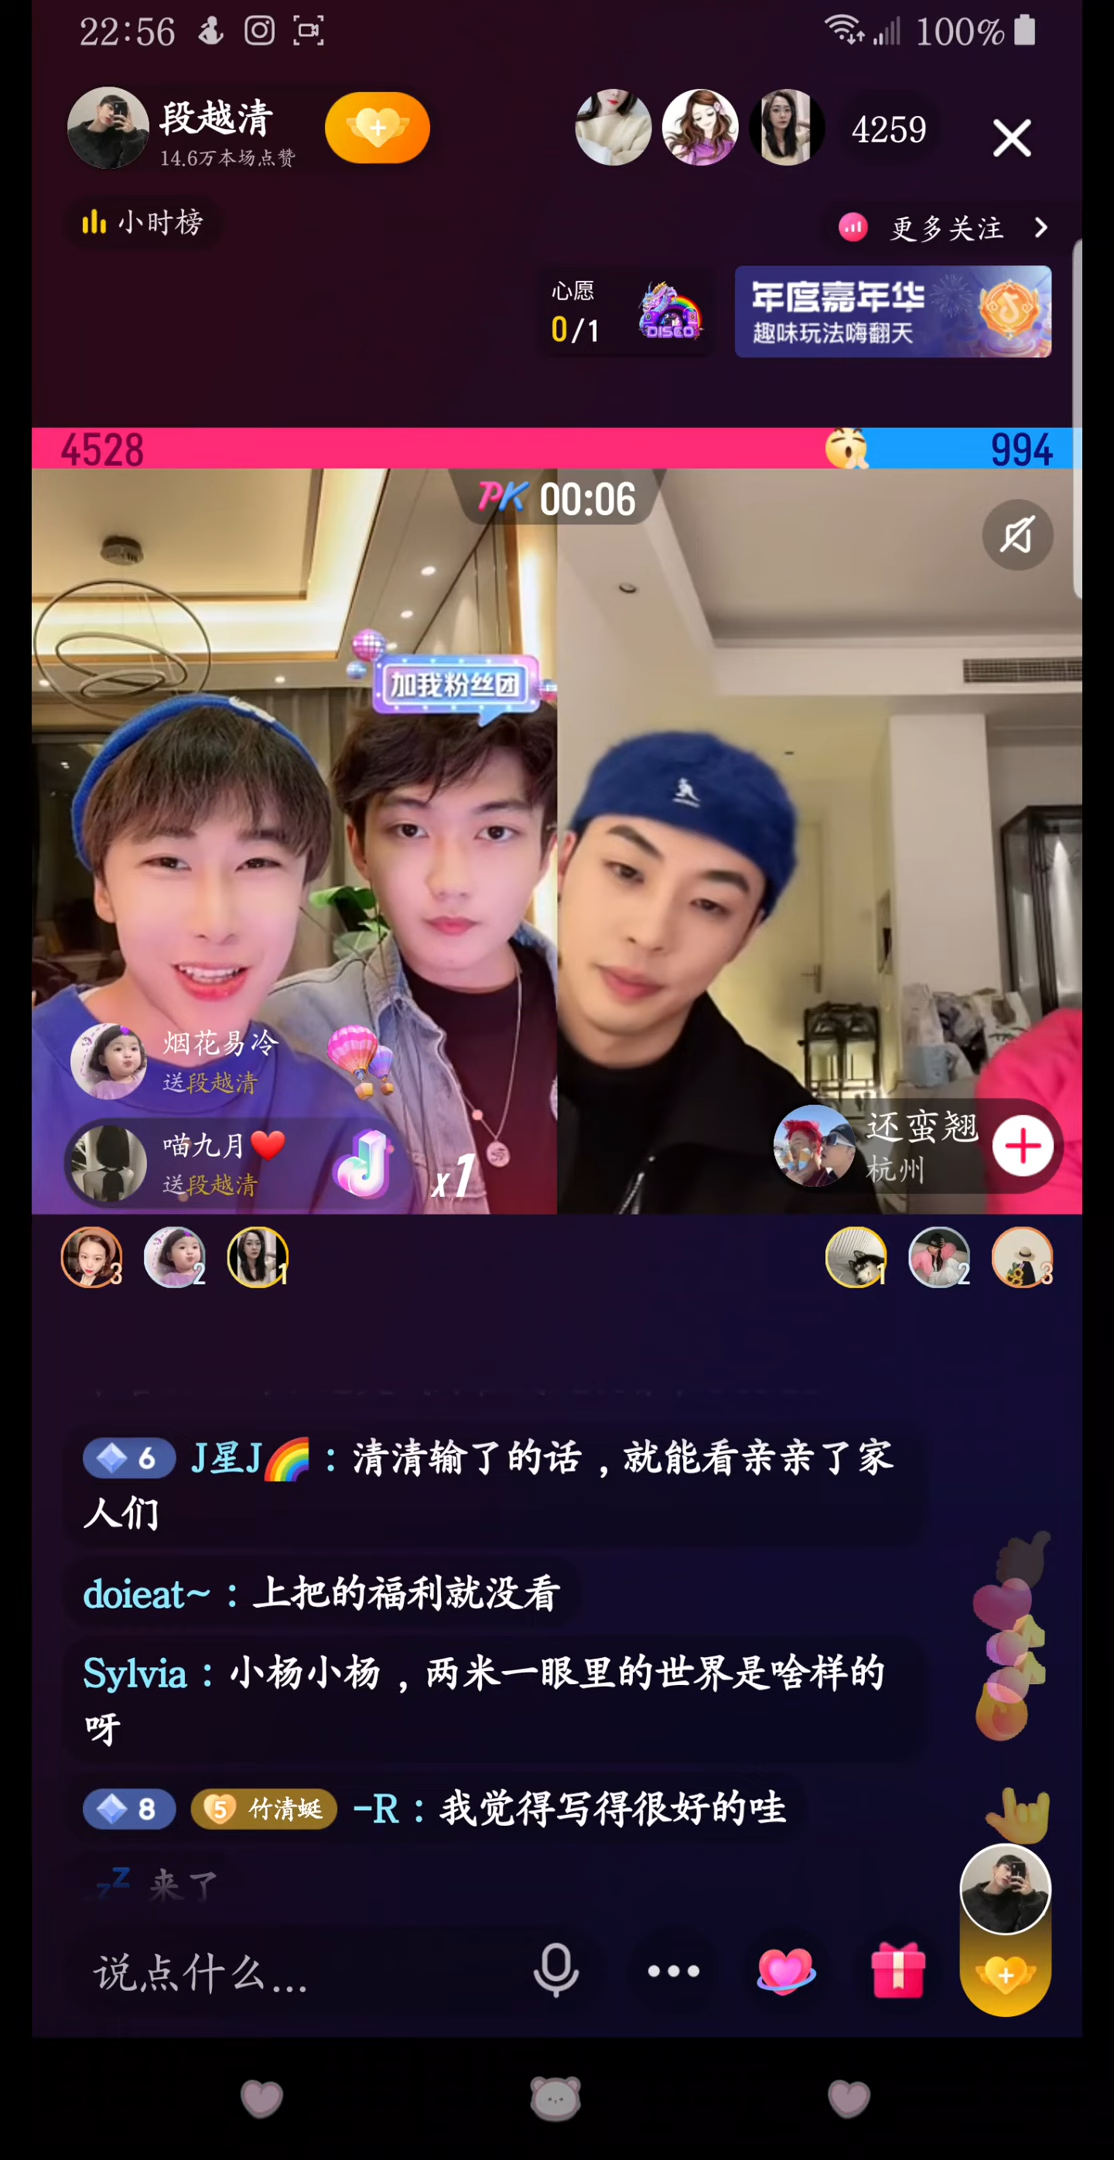 22:56
100%
段越清
14.6万本场点赞
4259
小时榜
更多关注
心愿
0/1
DISCO
年度嘉年华
趣味玩法嗨翻天
4528
994
PK 00:06
加我粉丝团
烟花易冷
送段越清
喵九月❤️
送段越清
x1
还蛮翘
杭州
3
2
1
1
2
3
6 J星J🌈：清清输了的话，就能看亲亲了家
人们
doieat~：上把的福利就没看
Sylvia：小杨小杨，两米一眼里的世界是啥样的
呀
8 5 竹清蜓 -R：我觉得写得很好的哇
💤 来了
说点什么...